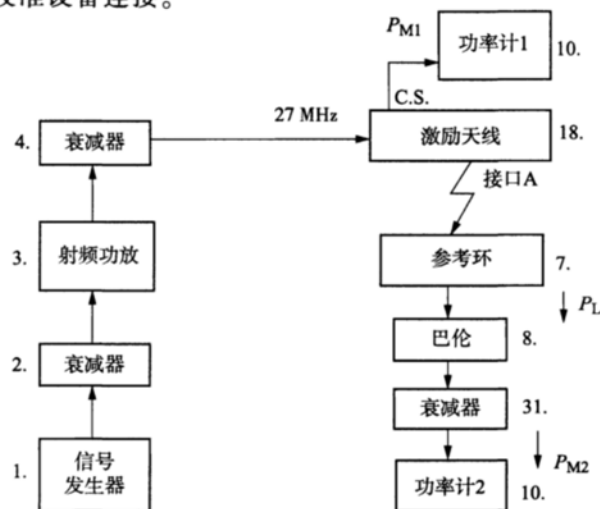 准设备连接。
P_M1
功率计1
10.
C.S.
27 MHz
4.
衰减器
激励天线
18.
接口A
3.
射频功放
参考环
7.
P_L
巴伦
8.
2.
衰减器
衰减器
31.
1.
信号
发生器
P_M2
功率计2
10.